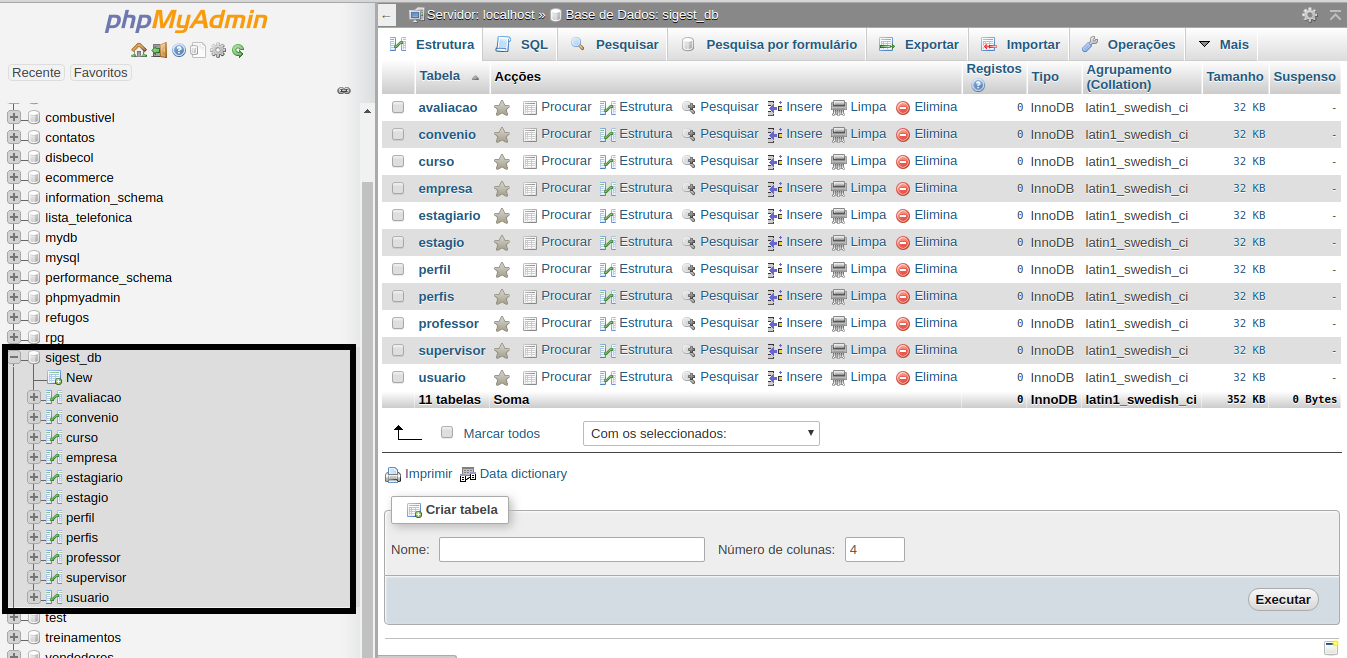 phpMyAdmin
Recente Favoritos
combustivel
contatos
disbecol
ecommerce
information_schema
lista_telefonica
mydb
mysql
performance_schema
phpmyadmin
refugos
rpg
sigest_db
New
avaliacao
convenio
curso
empresa
estagiario
estagio
perfil
perfis
professor
supervisor
usuario
test
treinamentos
vendedores
← Servidor: localhost » Base de Dados: sigest_db
Estrutura SQL Pesquisar Pesquisa por formulário Exportar Importar Operações Mais
Tabela Acções Registos Tipo Agrupamento (Collation) Tamanho Suspenso
avaliacao Procurar Estrutura Pesquisar Insere Limpa Elimina 0 InnoDB latin1_swedish_ci 32 KB -
convenio Procurar Estrutura Pesquisar Insere Limpa Elimina 0 InnoDB latin1_swedish_ci 32 KB -
curso Procurar Estrutura Pesquisar Insere Limpa Elimina 0 InnoDB latin1_swedish_ci 32 KB -
empresa Procurar Estrutura Pesquisar Insere Limpa Elimina 0 InnoDB latin1_swedish_ci 32 KB -
estagiario Procurar Estrutura Pesquisar Insere Limpa Elimina 0 InnoDB latin1_swedish_ci 32 KB -
estagio Procurar Estrutura Pesquisar Insere Limpa Elimina 0 InnoDB latin1_swedish_ci 32 KB -
perfil Procurar Estrutura Pesquisar Insere Limpa Elimina 0 InnoDB latin1_swedish_ci 32 KB -
perfis Procurar Estrutura Pesquisar Insere Limpa Elimina 0 InnoDB latin1_swedish_ci 32 KB -
professor Procurar Estrutura Pesquisar Insere Limpa Elimina 0 InnoDB latin1_swedish_ci 32 KB -
supervisor Procurar Estrutura Pesquisar Insere Limpa Elimina 0 InnoDB latin1_swedish_ci 32 KB -
usuario Procurar Estrutura Pesquisar Insere Limpa Elimina 0 InnoDB latin1_swedish_ci 32 KB -
11 tabelas Soma 0 InnoDB latin1_swedish_ci 352 KB 0 Bytes
Marcar todos Com os seleccionados:
Imprimir Data dictionary
Criar tabela
Nome: Número de colunas: 4
Executar